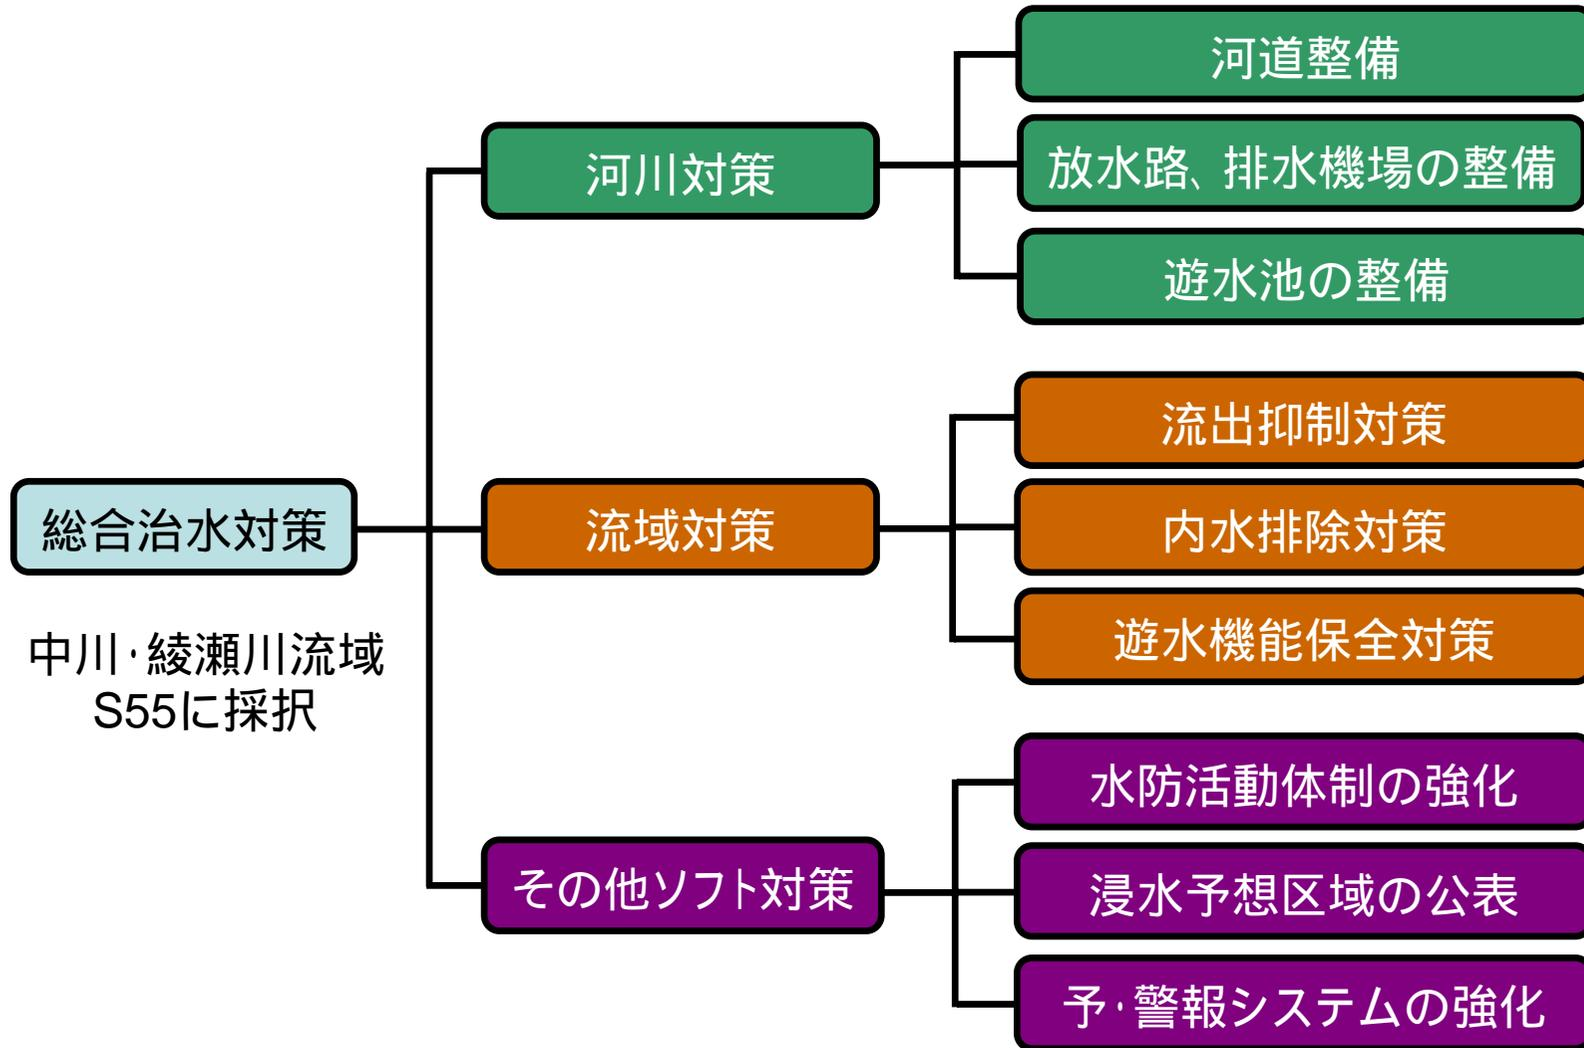 総合治水対策
中川・綾瀬川流域
S55に採択
河川対策
河道整備
放水路、排水機場の整備
遊水池の整備
流域対策
流出抑制対策
内水排除対策
遊水機能保全対策
その他ソフト対策
水防活動体制の強化
浸水予想区域の公表
予・警報システムの強化